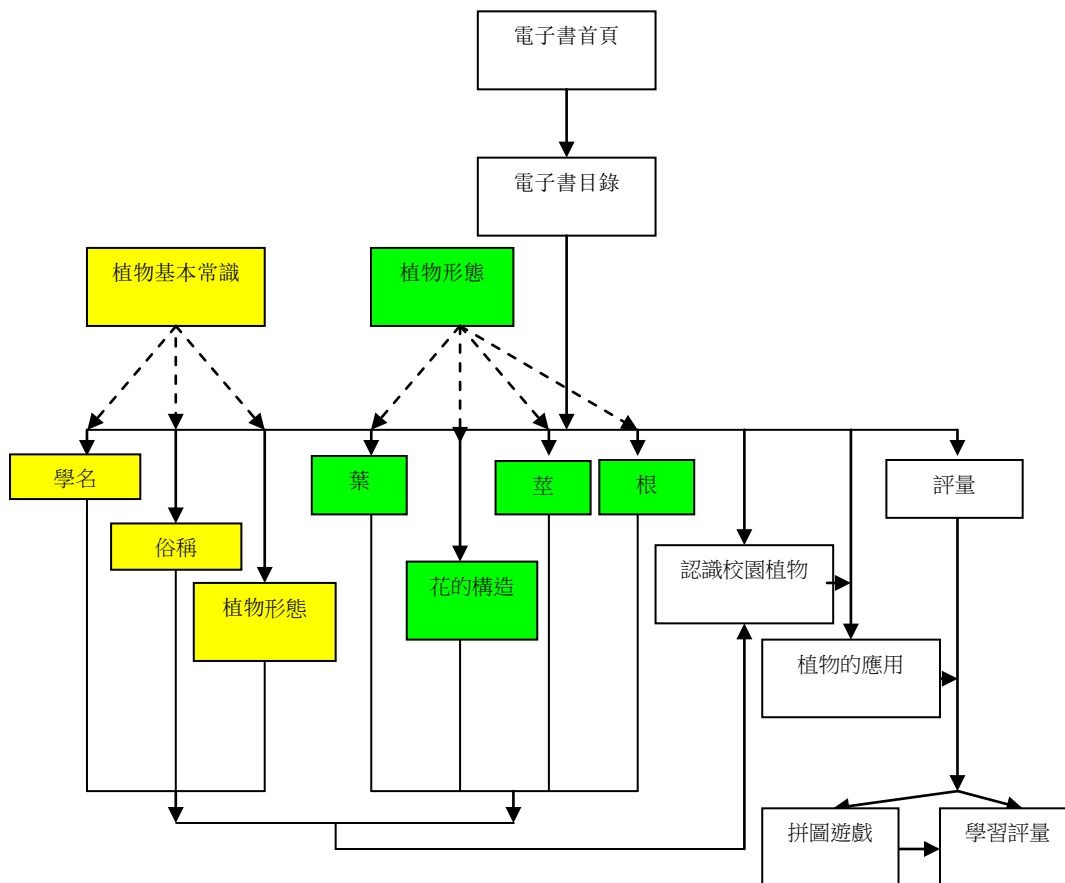 電子書首頁
電子書目錄
植物基本常識
植物形態
學名
葉
莖
根
評量
俗稱
花的構造
認識校園植物
植物形態
植物的應用
拼圖遊戲
學習評量